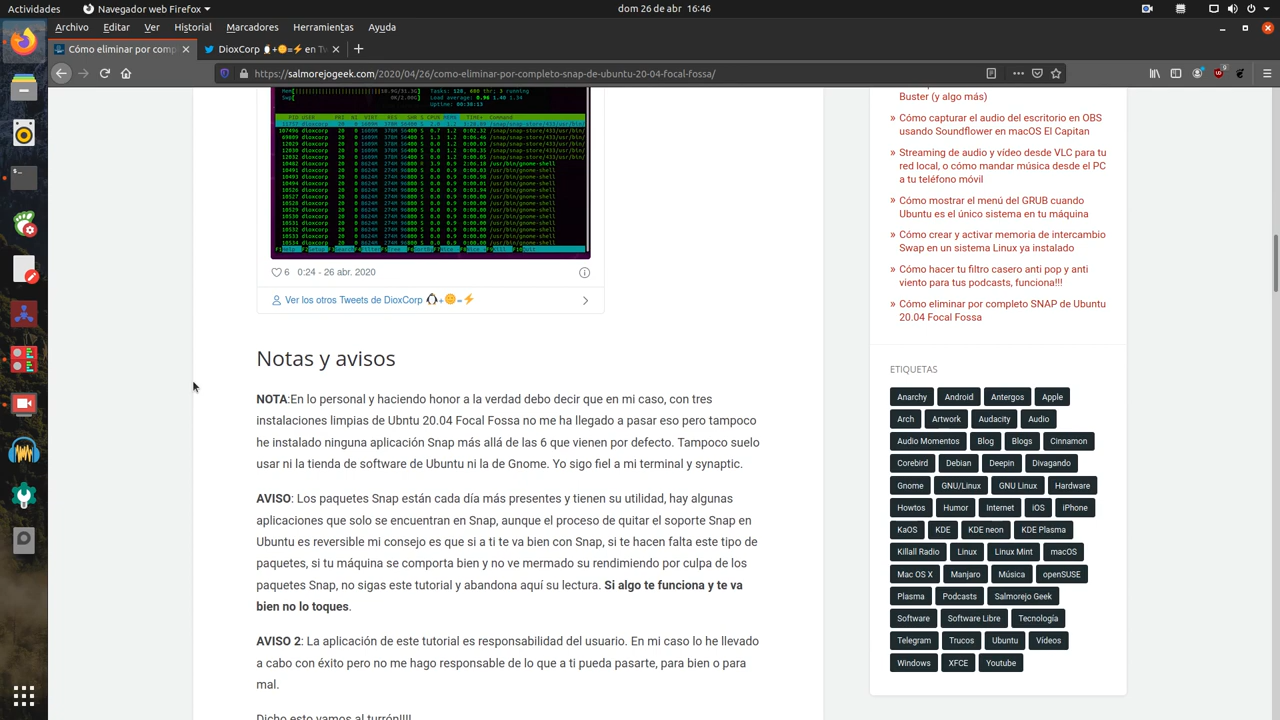 Actividades
Navegador web Firefox
dom 26 de abr 16:46
Archivo Editar Ver Historial Marcadores Herramientas Ayuda
Cómo eliminar por comp
DioxCorp 🐧+🌞=⚡ en Tw
https://salmorejogeek.com/2020/04/26/como-eliminar-por-completo-snap-de-ubuntu-20-04-focal-fossa/
6 0:24 - 26 abr. 2020
Ver los otros Tweets de DioxCorp 🐧+🌞=⚡
Notas y avisos
NOTA:En lo personal y haciendo honor a la verdad debo decir que en mi caso, con tres
instalaciones limpias de Ubntu 20.04 Focal Fossa no me ha llegado a pasar eso pero tampoco
he instalado ninguna aplicación Snap más allá de las 6 que vienen por defecto. Tampoco suelo
usar ni la tienda de software de Ubuntu ni la de Gnome. Yo sigo fiel a mi terminal y synaptic.
AVISO: Los paquetes Snap están cada día más presentes y tienen su utilidad, hay algunas
aplicaciones que solo se encuentran en Snap, aunque el proceso de quitar el soporte Snap en
Ubuntu es reversible mi consejo es que si a ti te va bien con Snap, si te hacen falta este tipo de
paquetes, si tu máquina se comporta bien y no ve mermado su rendimiento por culpa de los
paquetes Snap, no sigas este tutorial y abandona aquí su lectura. Si algo te funciona y te va
bien no lo toques.
AVISO 2: La aplicación de este tutorial es responsabilidad del usuario. En mi caso lo he llevado
a cabo con éxito pero no me hago responsable de lo que a ti pueda pasarte, para bien o para
mal.
Dicho esto vamos al turrón!!!!
Buster (y algo más)
» Cómo capturar el audio del escritorio en OBS
usando Soundflower en macOS El Capitan
» Streaming de audio y vídeo desde VLC para tu
red local, o cómo mandar música desde el PC
a tu teléfono móvil
» Cómo mostrar el menú del GRUB cuando
Ubuntu es el único sistema en tu máquina
» Cómo crear y activar memoria de intercambio
Swap en un sistema Linux ya instalado
» Cómo hacer tu filtro casero anti pop y anti
viento para tus podcasts, funciona!!!
» Cómo eliminar por completo SNAP de Ubuntu
20.04 Focal Fossa
ETIQUETAS
Anarchy Android Antergos Apple
Arch Artwork Audacity Audio
Audio Momentos Blog Blogs Cinnamon
Corebird Debian Deepin Divagando
Gnome GNU/Linux GNU Linux Hardware
Howtos Humor Internet iOS iPhone
KaOS KDE KDE neon KDE Plasma
Killall Radio Linux Linux Mint macOS
Mac OS X Manjaro Música openSUSE
Plasma Podcasts Salmorejo Geek
Software Software Libre Tecnología
Telegram Trucos Ubuntu Vídeos
Windows XFCE Youtube